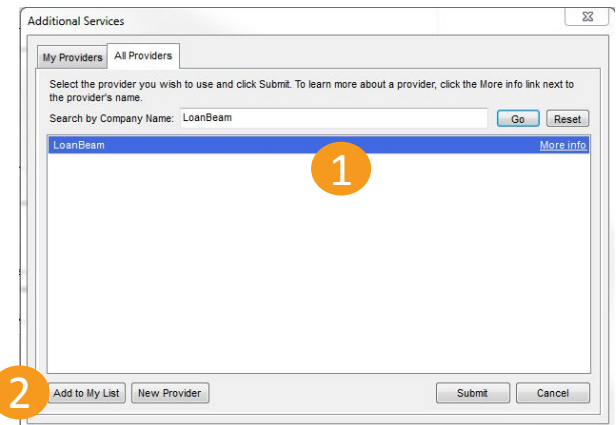 Additional Services
My Providers All Providers
Select the provider you wish to use and click Submit. To learn more about a provider, click the More info link next to
the provider's name.
Search by Company Name: LoanBeam Go Reset
LoanBeam More info
1
2 Add to My List New Provider Submit Cancel